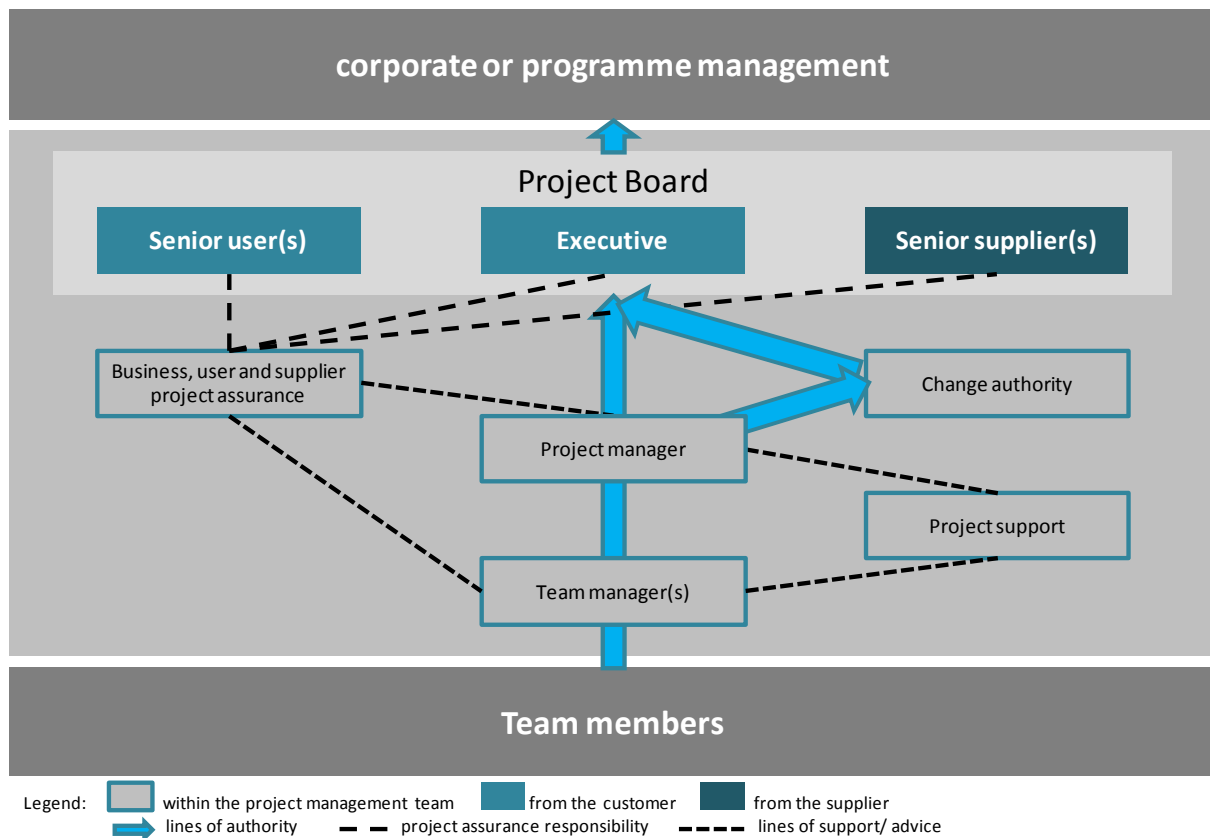 corporate or programme management
Project Board
Senior user(s)
Executive
Senior supplier(s)
Business, user and supplier
project assurance
Change authority
Project manager
Project support
Team manager(s)
Team members
Legend: within the project management team from the customer from the supplier
lines of authority project assurance responsibility lines of support/ advice